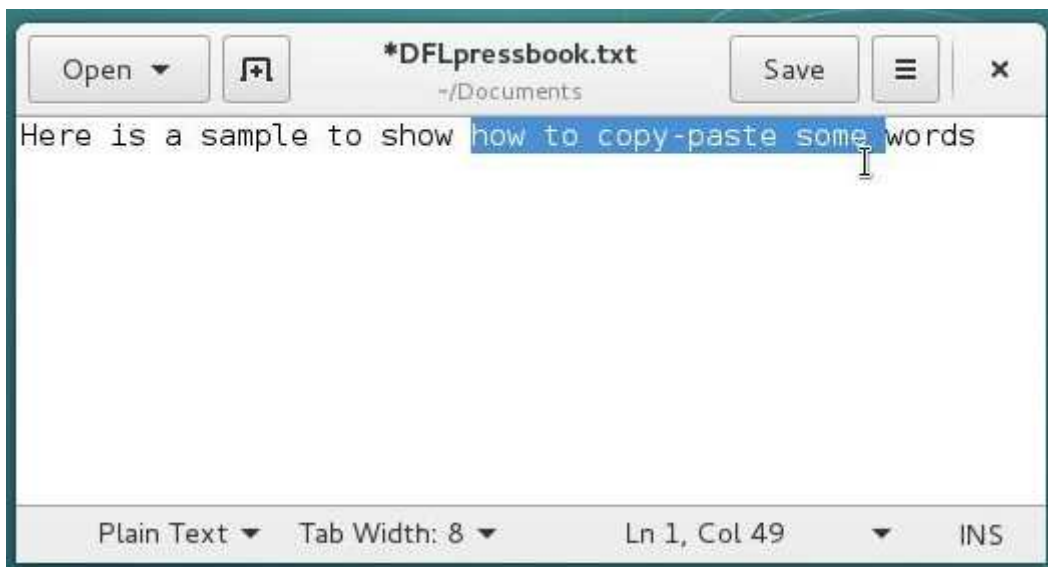 Open
*DFLpressbook.txt
~/Documents
Save
Here is a sample to show how to copy-paste some words
Plain Text Tab Width: 8 Ln 1, Col 49 INS